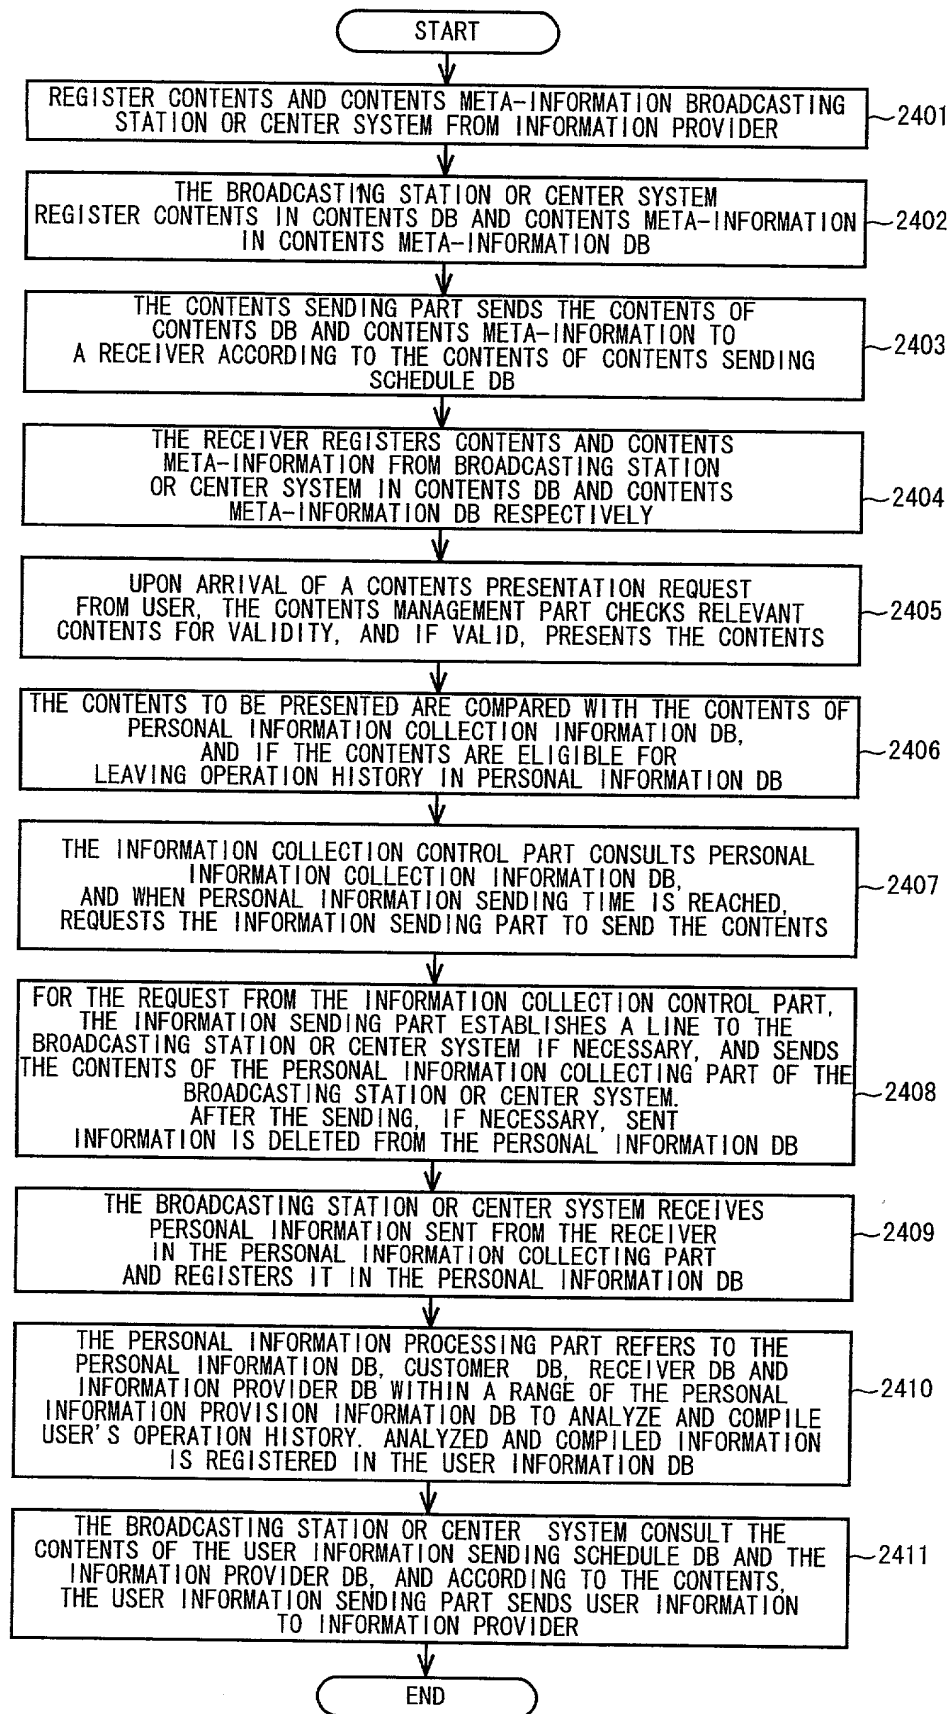 START
REGISTER CONTENTS AND CONTENTS META-INFORMATION BROADCASTING
STATION OR CENTER SYSTEM FROM INFORMATION PROVIDER
2401
THE BROADCASTING STATION OR CENTER SYSTEM
REGISTER CONTENTS IN CONTENTS DB AND CONTENTS META-INFORMATION
IN CONTENTS META-INFORMATION DB
2402
THE CONTENTS SENDING PART SENDS THE CONTENTS OF
CONTENTS DB AND CONTENTS META-INFORMATION TO
A RECEIVER ACCORDING TO THE CONTENTS OF CONTENTS SENDING
SCHEDULE DB
2403
THE RECEIVER REGISTERS CONTENTS AND CONTENTS
META-INFORMATION FROM BROADCASTING STATION
OR CENTER SYSTEM IN CONTENTS DB AND CONTENTS
META-INFORMATION DB RESPECTIVELY
2404
UPON ARRIVAL OF A CONTENTS PRESENTATION REQUEST
FROM USER, THE CONTENTS MANAGEMENT PART CHECKS RELEVANT
CONTENTS FOR VALIDITY, AND IF VALID, PRESENTS THE CONTENTS
2405
THE CONTENTS TO BE PRESENTED ARE COMPARED WITH THE CONTENTS OF
PERSONAL INFORMATION COLLECTION INFORMATION DB,
AND IF THE CONTENTS ARE ELIGIBLE FOR
LEAVING OPERATION HISTORY IN PERSONAL INFORMATION DB
2406
THE INFORMATION COLLECTION CONTROL PART CONSULTS PERSONAL
INFORMATION COLLECTION INFORMATION DB,
AND WHEN PERSONAL INFORMATION SENDING TIME IS REACHED,
REQUESTS THE INFORMATION SENDING PART TO SEND THE CONTENTS
2407
FOR THE REQUEST FROM THE INFORMATION COLLECTION CONTROL PART,
THE INFORMATION SENDING PART ESTABLISHES A LINE TO THE
BROADCASTING STATION OR CENTER SYSTEM IF NECESSARY, AND SENDS
THE CONTENTS OF THE PERSONAL INFORMATION COLLECTING PART OF THE
BROADCASTING STATION OR CENTER SYSTEM.
AFTER THE SENDING, IF NECESSARY, SENT
INFORMATION IS DELETED FROM THE PERSONAL INFORMATION DB
2408
THE BROADCASTING STATION OR CENTER SYSTEM RECEIVES
PERSONAL INFORMATION SENT FROM THE RECEIVER
IN THE PERSONAL INFORMATION COLLECTING PART
AND REGISTERS IT IN THE PERSONAL INFORMATION DB
2409
THE PERSONAL INFORMATION PROCESSING PART REFERS TO THE
PERSONAL INFORMATION DB, CUSTOMER DB, RECEIVER DB AND
INFORMATION PROVIDER DB WITHIN A RANGE OF THE PERSONAL
INFORMATION PROVISION INFORMATION DB TO ANALYZE AND COMPILE
USER'S OPERATION HISTORY. ANALYZED AND COMPILED INFORMATION
IS REGISTERED IN THE USER INFORMATION DB
2410
THE BROADCASTING STATION OR CENTER SYSTEM CONSULT THE
CONTENTS OF THE USER INFORMATION SENDING SCHEDULE DB AND THE
INFORMATION PROVIDER DB, AND ACCORDING TO THE CONTENTS,
THE USER INFORMATION SENDING PART SENDS USER INFORMATION
TO INFORMATION PROVIDER
2411
END